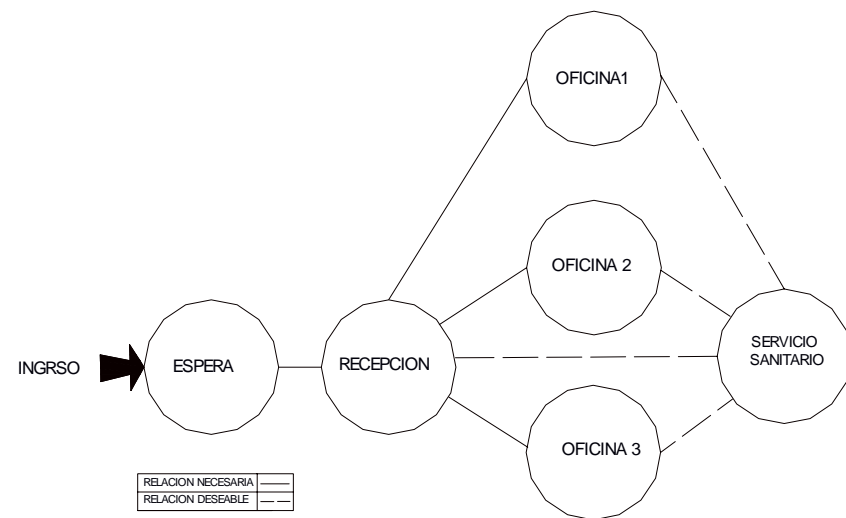 OFICINA1
OFICINA 2
INGRSO
ESPERA
RECEPCION
SERVICIO
SANITARIO
OFICINA 3
RELACION NECESARIA
RELACION DESEABLE